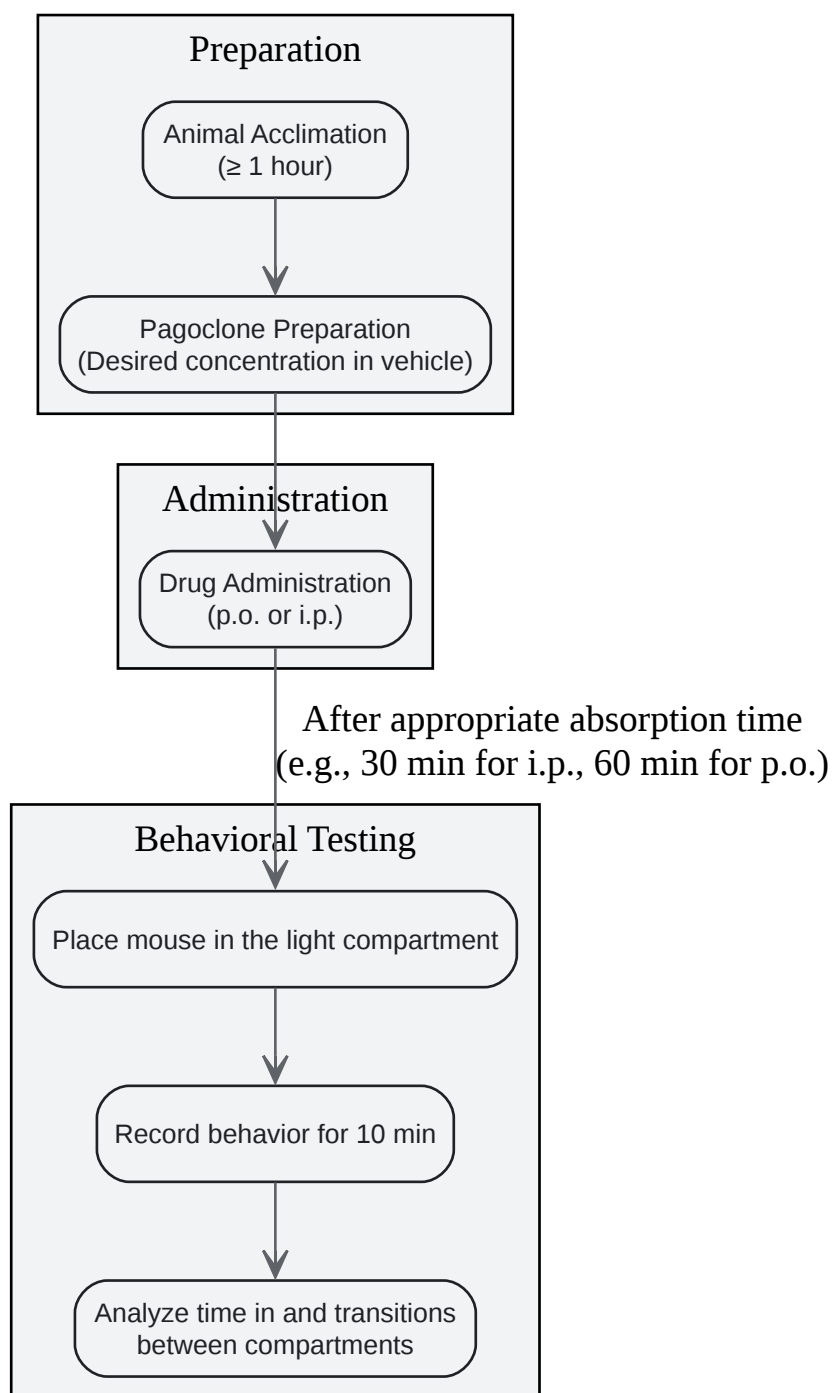 Preparation
Animal Acclimation
(≥ 1 hour)
Pagoclone Preparation
(Desired concentration in vehicle)
Administration
Drug Administration
(p.o. or i.p.)
After appropriate absorption time
(e.g., 30 min for i.p., 60 min for p.o.)
Behavioral Testing
Place mouse in the light compartment
Record behavior for 10 min
Analyze time in and transitions
between compartments